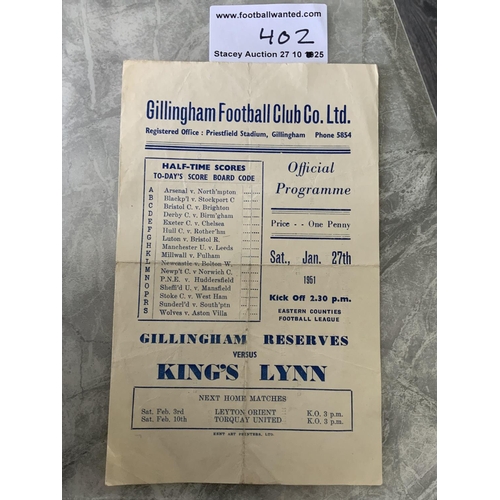 www.footballwanted.com
402
Stacey Auction 27 10 2025
Gillingham Football Club Co. Ltd.
Registered Office : Priestfield Stadium, Gillingham Phone 5854
HALF-TIME SCORES
TO-DAY'S SCORE BOARD CODE
A Arsenal v. North'mpton
B Blackp'l v. Stockport C
C Bristol C. v. Brighton
D Derby C. v. Birm'gham
E Exeter C. v. Chelsea
F Hull C. v. Rother'hm
G Luton v. Bristol R.
H Manchester U. v. Leeds
J Millwall v. Fulham
K Newcastle v. Bolton W.
L Newp't C. v. Norwich C.
M P.N.E. v. Huddersfield
N Sheff'd U. v. Mansfield
O Stoke C. v. West Ham
P Sunderl'd v. South'ptn
R Wolves v. Aston Villa
S
Official
Programme
Price - - One Penny
Sat., Jan. 27th
1951
Kick Off 2.30 p.m.
EASTERN COUNTIES
FOOTBALL LEAGUE
GILLINGHAM RESERVES
VERSUS
KING'S LYNN
NEXT HOME MATCHES
Sat. Feb. 3rd LEYTON ORIENT K.O. 3 p.m.
Sat. Feb. 10th TORQUAY UNITED K.O. 3 p.m.
KENT ART PRINTERS, LTD.